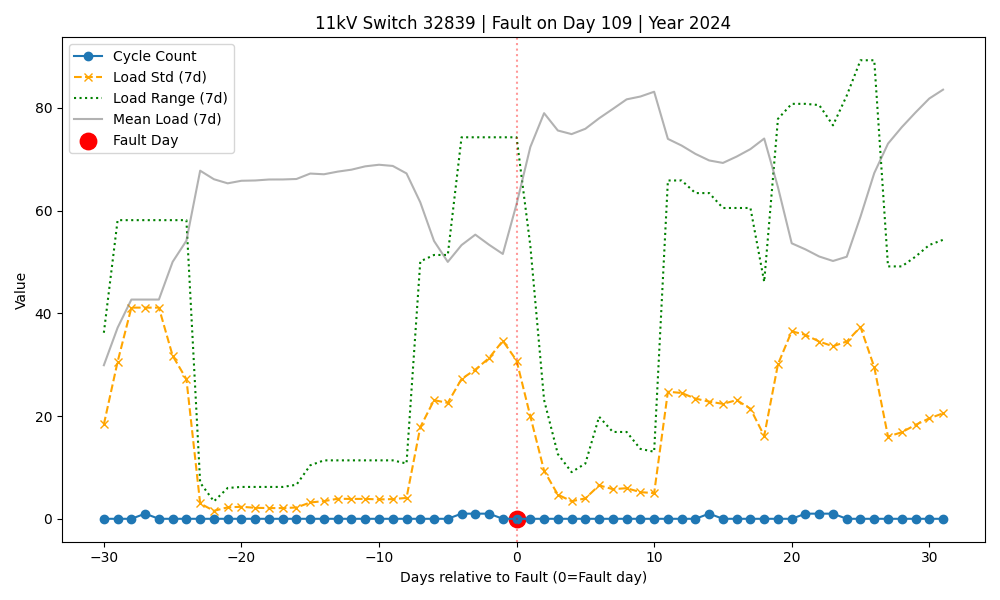 11kV Switch 32839 | Fault on Day 109 | Year 2024
Cycle Count
Load Std (7d)
Load Range (7d)
Mean Load (7d)
Fault Day
Value
80
60
40
20
0
−30
−20
−10
0
10
20
30
Days relative to Fault (0=Fault day)